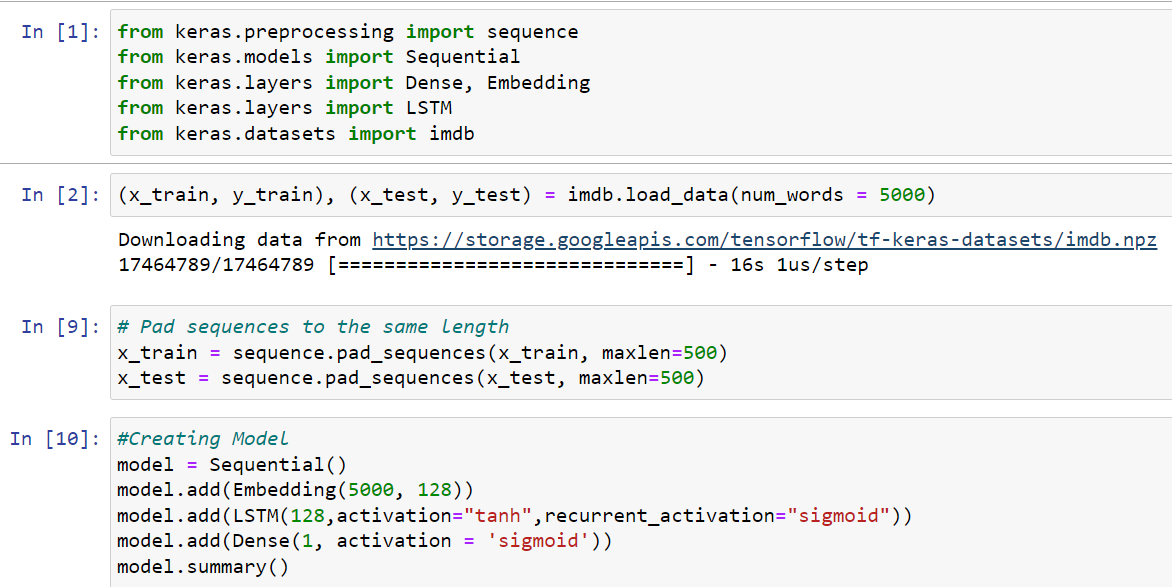 In [1]: from keras.preprocessing import sequence
from keras.models import Sequential
from keras.layers import Dense, Embedding
from keras.layers import LSTM
from keras.datasets import imdb
In [2]: (x_train, y_train), (x_test, y_test) = imdb.load_data(num_words = 5000)
Downloading data from https://storage.googleapis.com/tensorflow/tf-keras-datasets/imdb.npz
17464789/17464789 [==============================] - 16s 1us/step
In [9]: # Pad sequences to the same length
x_train = sequence.pad_sequences(x_train, maxlen=500)
x_test = sequence.pad_sequences(x_test, maxlen=500)
In [10]: #Creating Model
model = Sequential()
model.add(Embedding(5000, 128))
model.add(LSTM(128,activation="tanh",recurrent_activation="sigmoid"))
model.add(Dense(1, activation = 'sigmoid'))
model.summary()